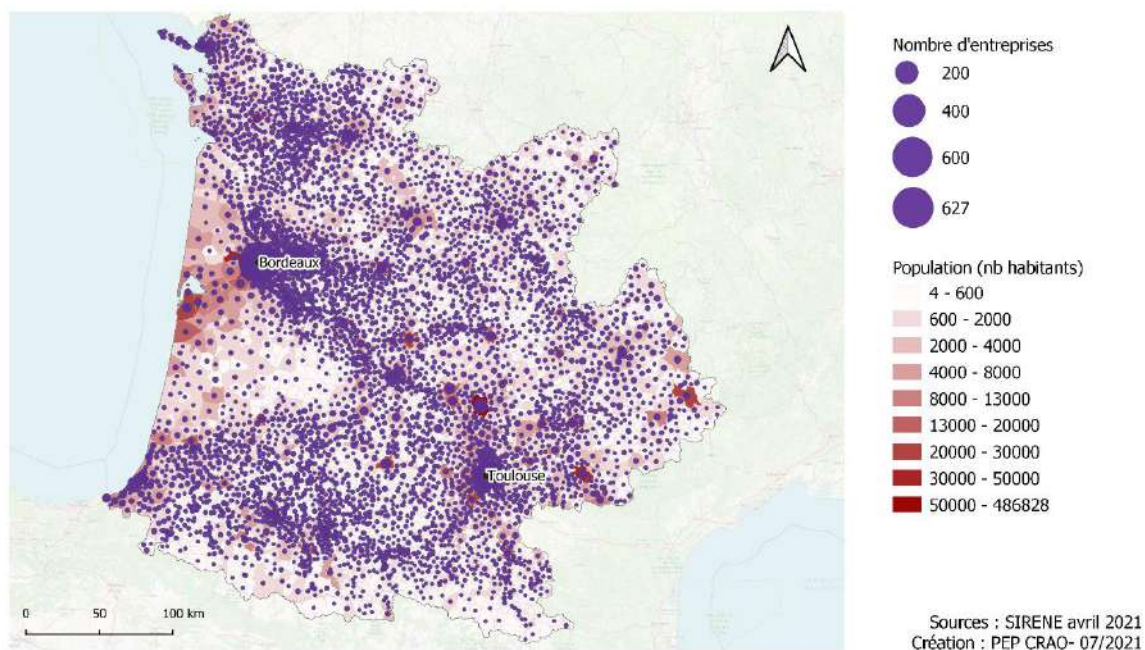 Bordeaux
Toulouse
0 50 100 km
Nombre d'entreprises
200
400
600
627
Population (nb habitants)
4 - 600
600 - 2000
2000 - 4000
4000 - 8000
8000 - 13000
13000 - 20000
20000 - 30000
30000 - 50000
50000 - 486828
Sources : SIRENE avril 2021
Création : PEP CRAO- 07/2021